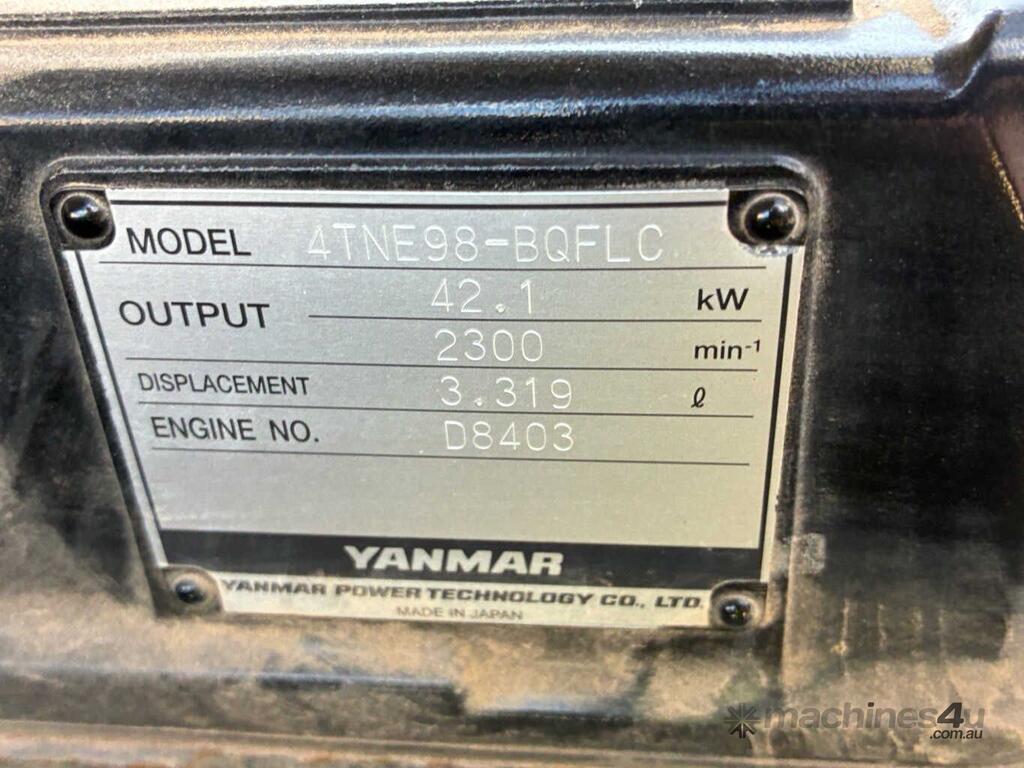 MODEL 4TNE98-BQFLC
OUTPUT 42.1 kW
2300 min-1
DISPLACEMENT 3.319 ℓ
ENGINE NO. D8403
YANMAR
YANMAR POWER TECHNOLOGY CO., LTD.
MADE IN JAPAN
machines4u
.com.au